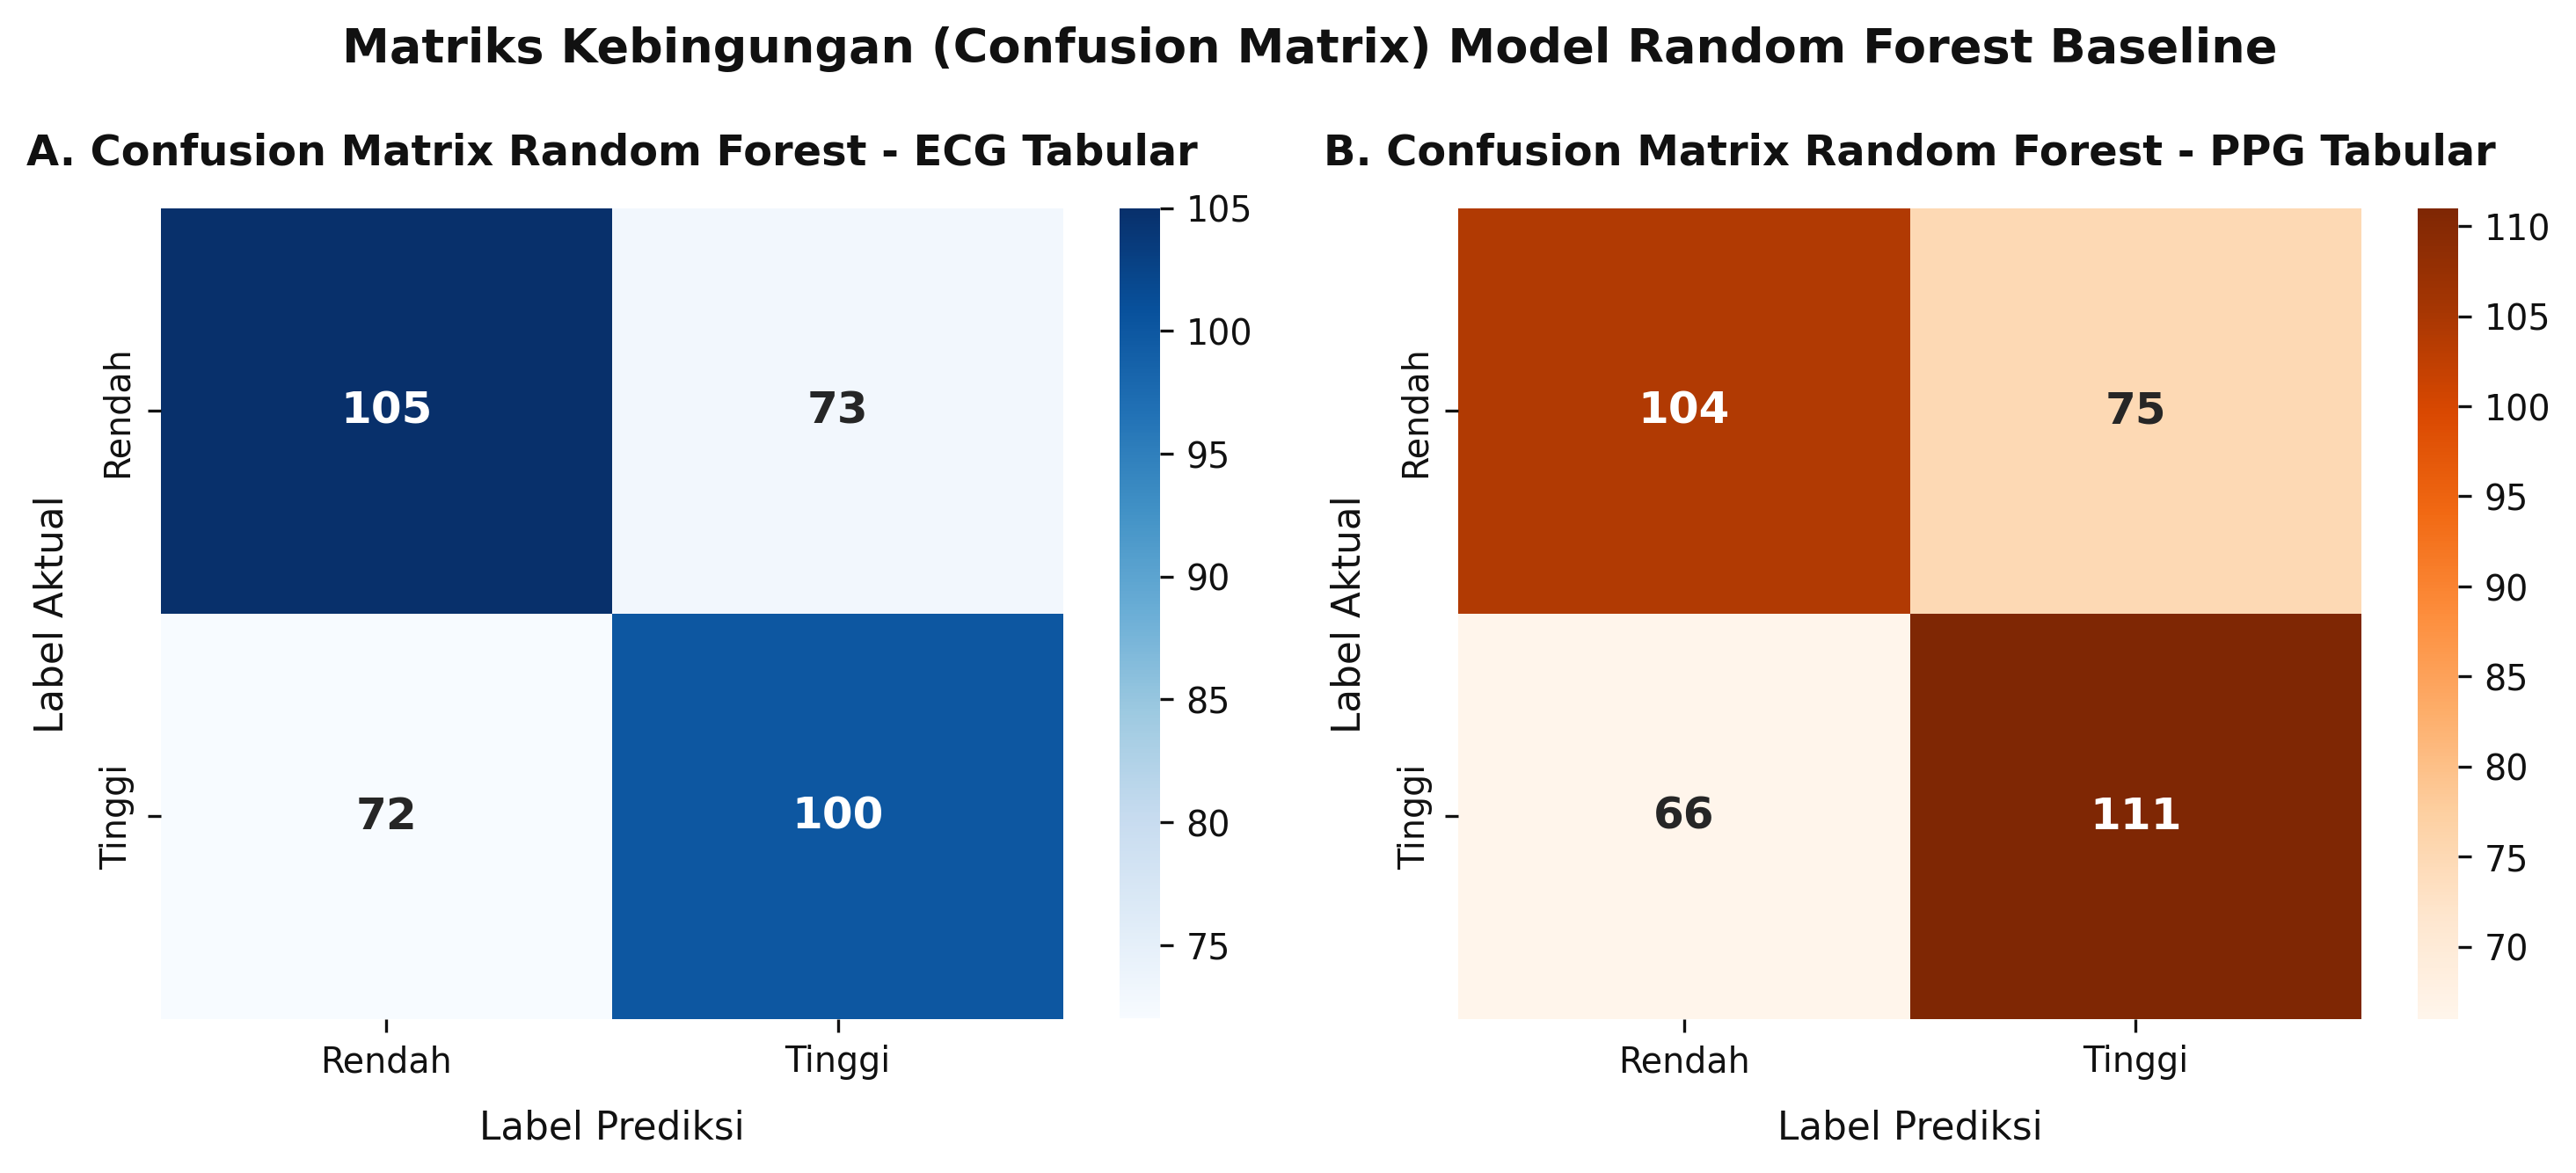 Matriks Kebingungan (Confusion Matrix) Model Random Forest Baseline
A. Confusion Matrix Random Forest - ECG Tabular
Label Aktual
Rendah
Tinggi
105
73
72
100
Rendah
Tinggi
Label Prediksi
105
100
95
90
85
80
75
B. Confusion Matrix Random Forest - PPG Tabular
Label Aktual
Rendah
Tinggi
104
75
66
111
Rendah
Tinggi
Label Prediksi
110
105
100
95
90
85
80
75
70